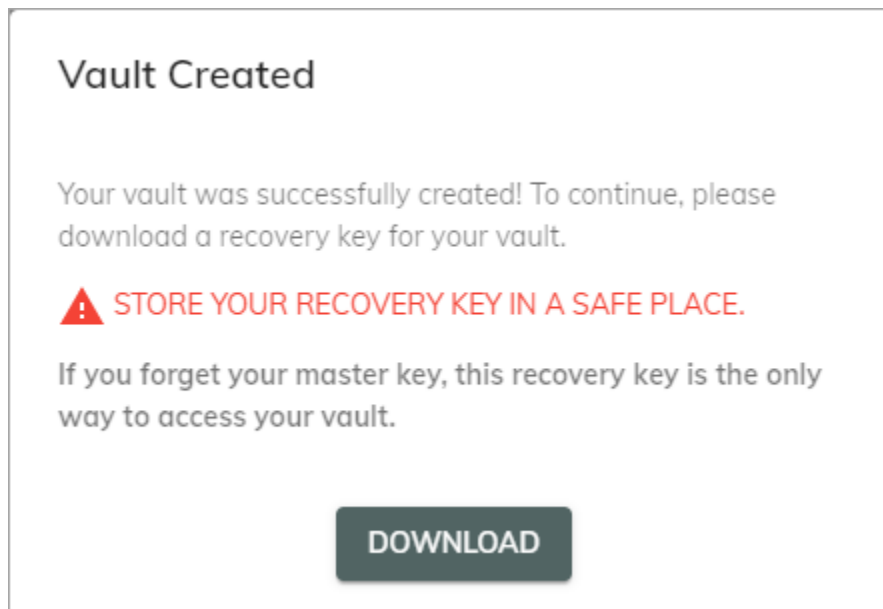 Vault Created
Your vault was successfully created! To continue, please
download a recovery key for your vault.
STORE YOUR RECOVERY KEY IN A SAFE PLACE.
If you forget your master key, this recovery key is the only
way to access your vault.
DOWNLOAD